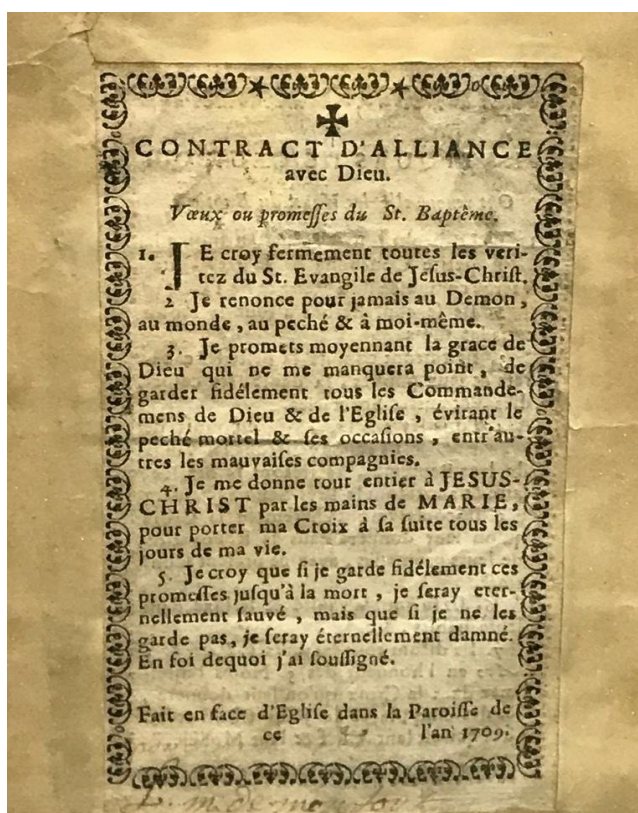 CONTRACT D'ALLIANCE
avec Dieu.
Vœux ou promesses du St. Baptême.
1. JE croy fermement toutes les veri-
tez du St. Evangile de Jesus-Christ.
2 Je renonce pour jamais au Demon,
au monde, au peché & à moi-même.
3. Je promets moyennant la grace de
Dieu qui ne me manquera point, de
garder fidélement tous les Commande-
mens de Dieu & de l'Eglise, évitant le
peché mortel & ses occasions, entr'au-
tres les mauvaises compagnies.
4. Je me donne tout entier à JESUS-
CHRIST par les mains de MARIE,
pour porter ma Croix à sa suite tous les
jours de ma vie.
5. Je croy que si je garde fidélement ces
promesses jusqu'à la mort, je seray eter-
nellement sauvé, mais que si je ne les
garde pas, je seray éternellement damné.
En foi dequoi j'ai soussigné.
Fait en face d'Eglise dans la Paroisse de
ce l'an 1709.